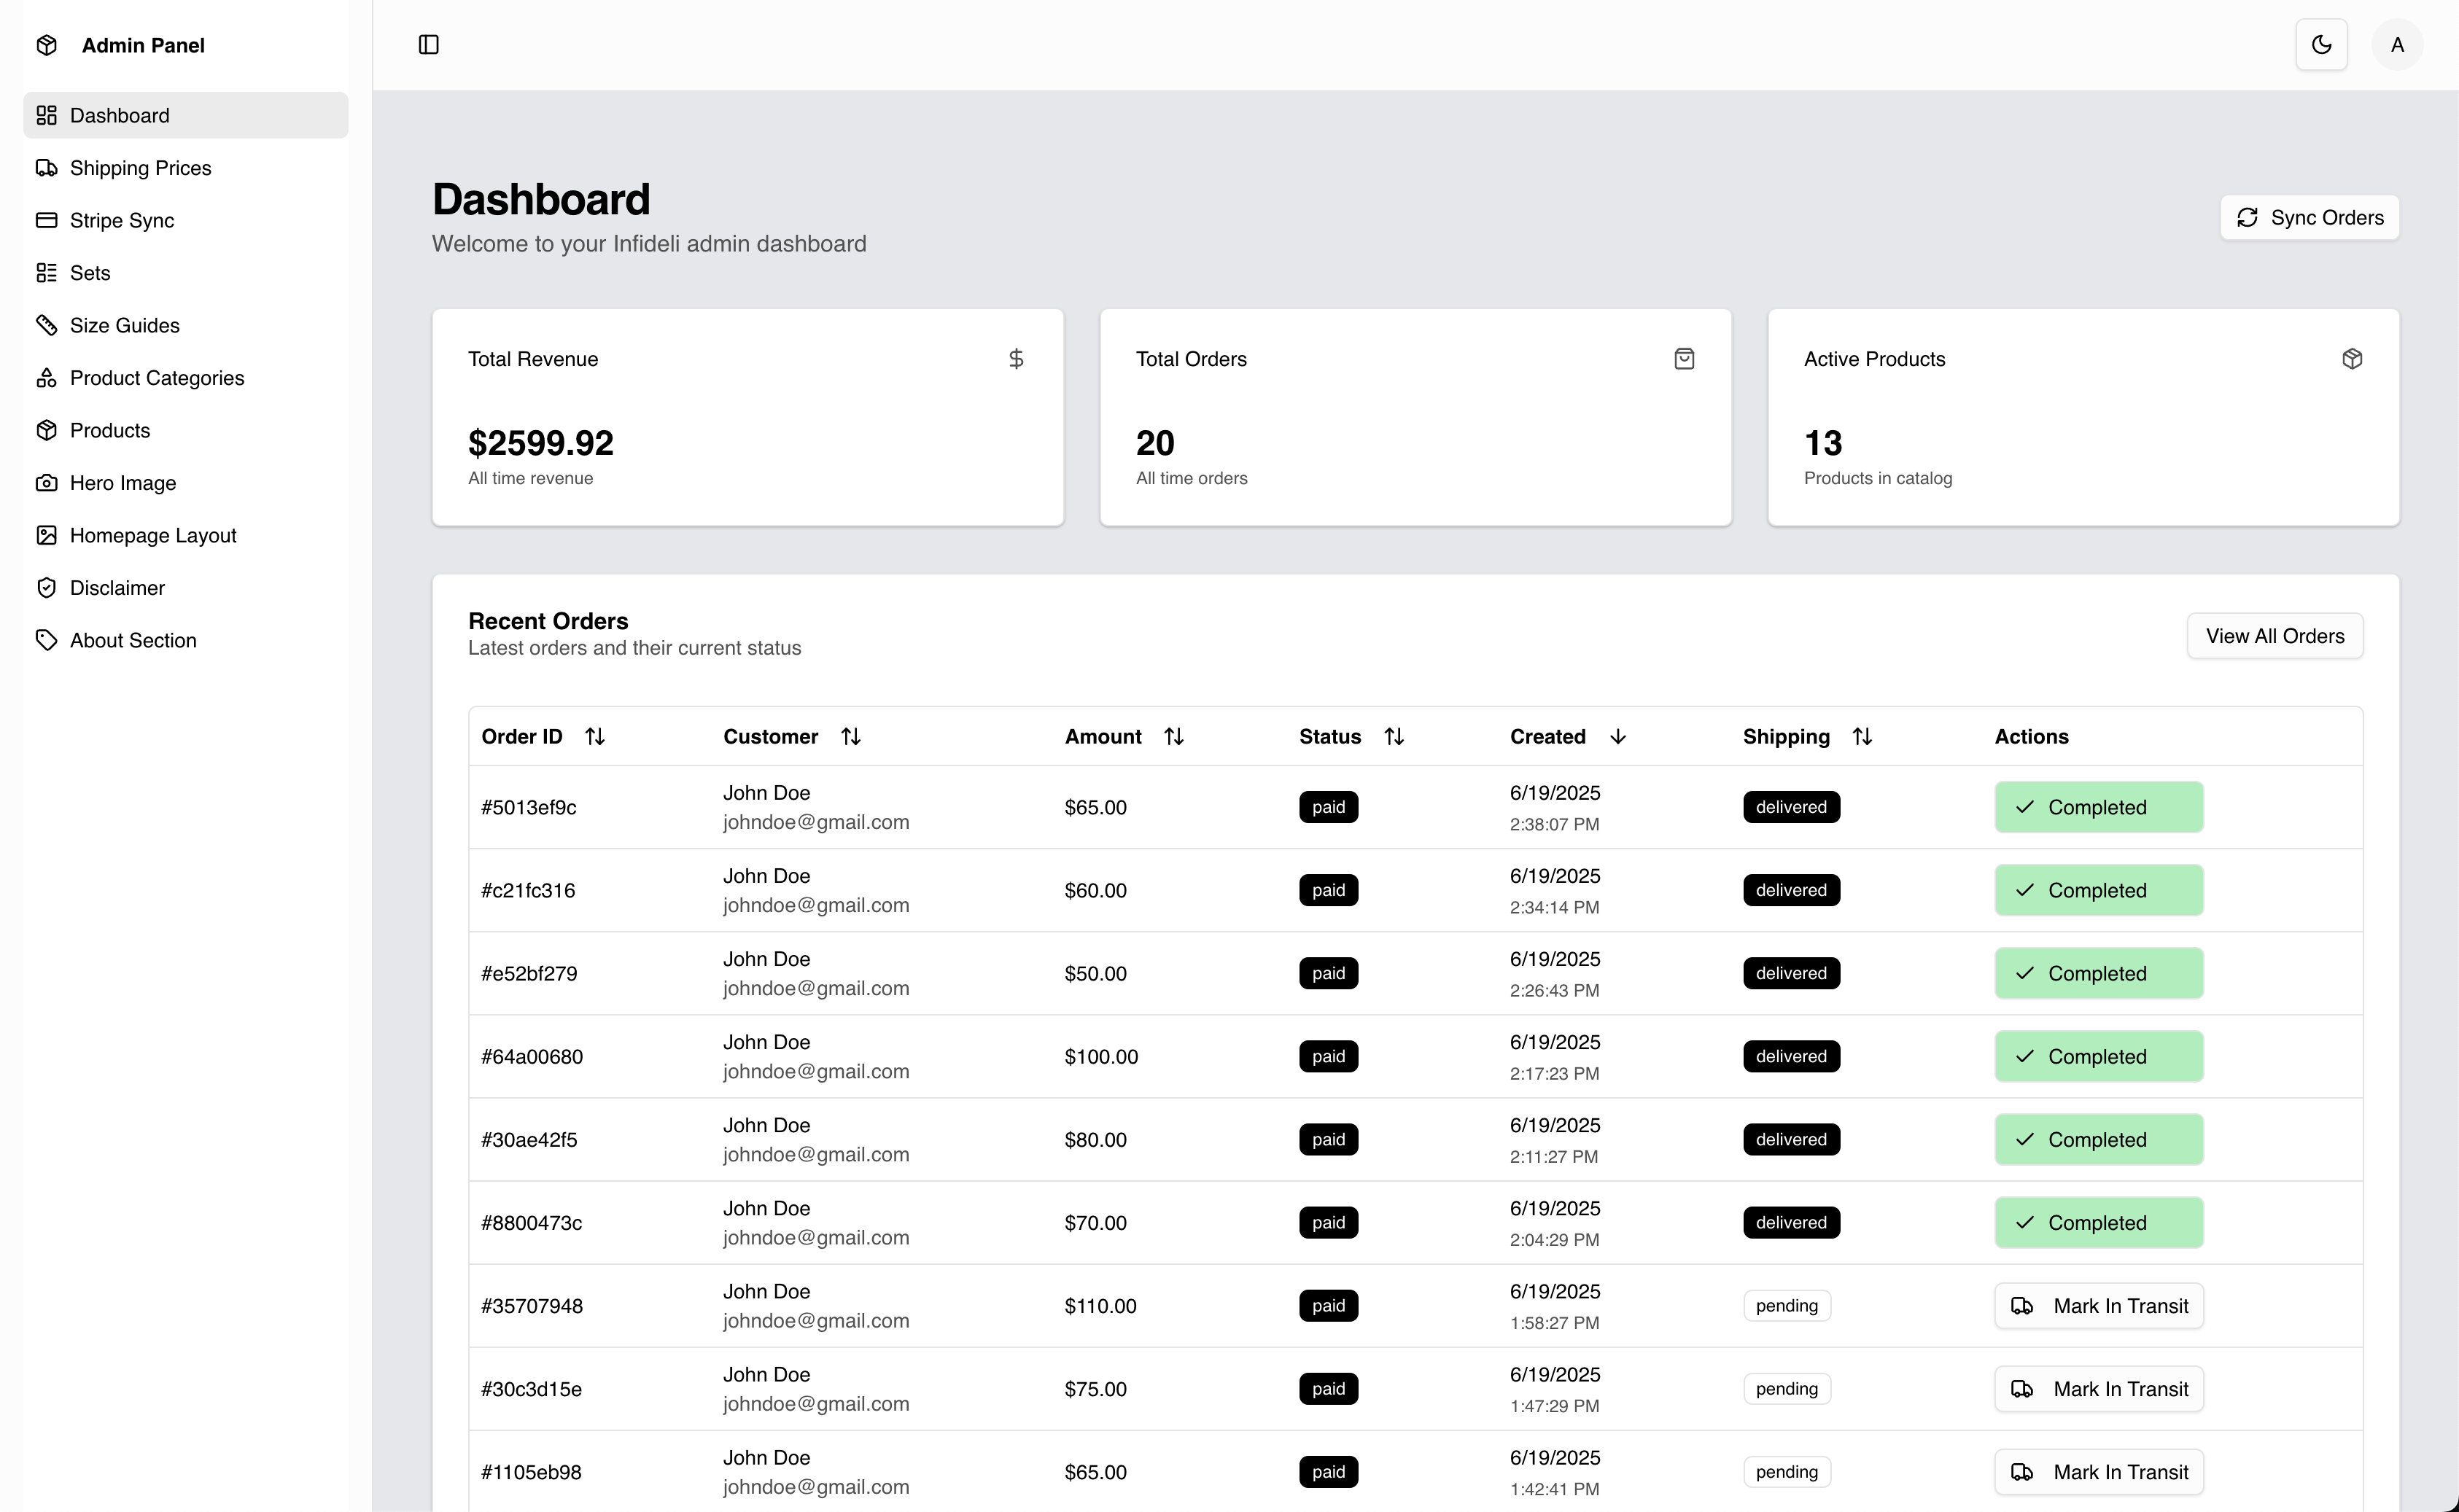 Admin Panel
A
Dashboard
Shipping Prices
Stripe Sync
Sets
Size Guides
Product Categories
Products
Hero Image
Homepage Layout
Disclaimer
About Section
Dashboard
Welcome to your Infideli admin dashboard
Sync Orders
Total Revenue
$2599.92
All time revenue
Total Orders
20
All time orders
Active Products
13
Products in catalog
Recent Orders
Latest orders and their current status
View All Orders
Order ID Customer Amount Status Created Shipping Actions
#5013ef9c John Doe $65.00 paid 6/19/2025 delivered Completed
johndoe@gmail.com 2:38:07 PM
#c21fc316 John Doe $60.00 paid 6/19/2025 delivered Completed
johndoe@gmail.com 2:34:14 PM
#e52bf279 John Doe $50.00 paid 6/19/2025 delivered Completed
johndoe@gmail.com 2:26:43 PM
#64a00680 John Doe $100.00 paid 6/19/2025 delivered Completed
johndoe@gmail.com 2:17:23 PM
#30ae42f5 John Doe $80.00 paid 6/19/2025 delivered Completed
johndoe@gmail.com 2:11:27 PM
#8800473c John Doe $70.00 paid 6/19/2025 delivered Completed
johndoe@gmail.com 2:04:29 PM
#35707948 John Doe $110.00 paid 6/19/2025 pending Mark In Transit
johndoe@gmail.com 1:58:27 PM
#30c3d15e John Doe $75.00 paid 6/19/2025 pending Mark In Transit
johndoe@gmail.com 1:47:29 PM
#1105eb98 John Doe $65.00 paid 6/19/2025 pending Mark In Transit
johndoe@gmail.com 1:42:41 PM